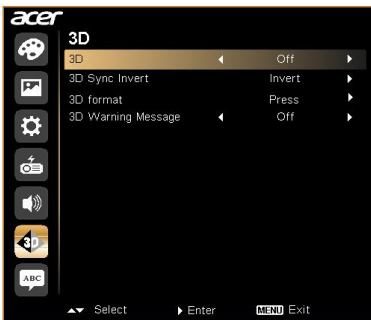 acer
3D
3D Off
3D Sync Invert Invert
3D format Press
3D Warning Message Off
3D
ABC
Select Enter MENU Exit